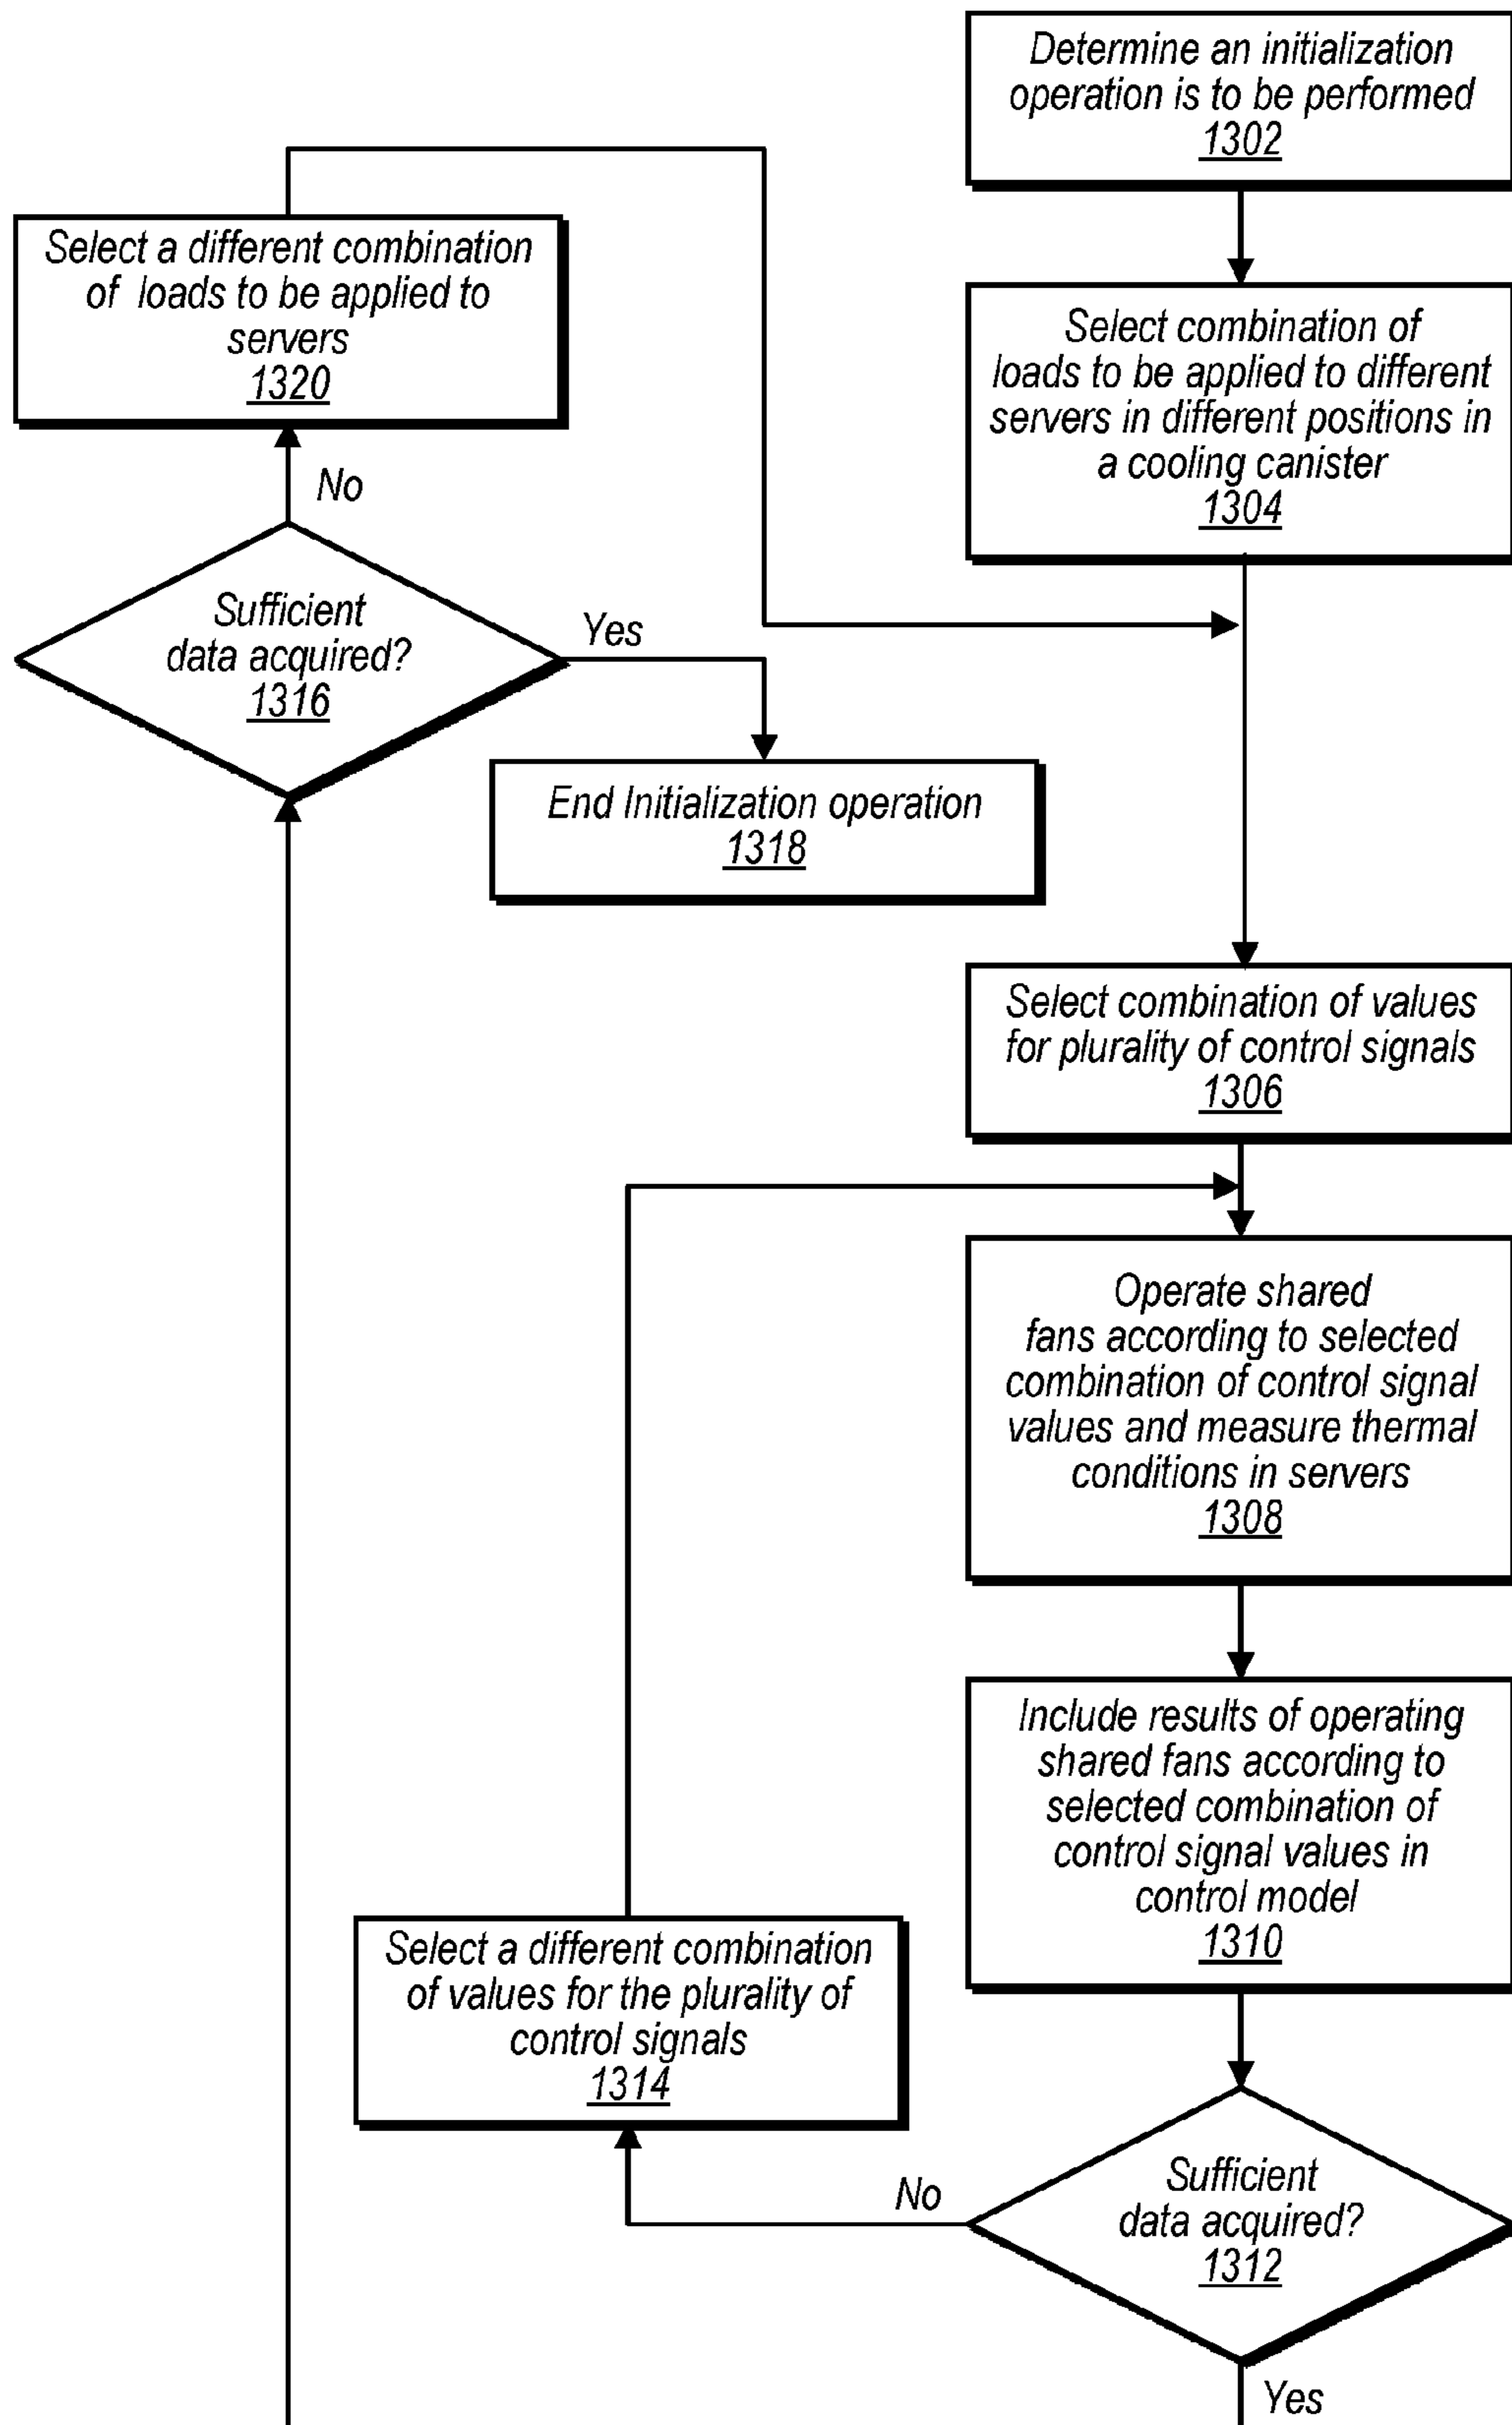 Determine an initialization
operation is to be performed
1302
Select combination of
loads to be applied to different
servers in different positions in
a cooling canister
1304
Select a different combination
of loads to be applied to
servers
1320
No
Sufficient
data acquired?
1316
Yes
End Initialization operation
1318
Select combination of values
for plurality of control signals
1306
Operate shared
fans according to selected
combination of control signal
values and measure thermal
conditions in servers
1308
Include results of operating
shared fans according to
selected combination of
control signal values in
control model
1310
Select a different combination
of values for the plurality of
control signals
1314
No
Sufficient
data acquired?
1312
Yes